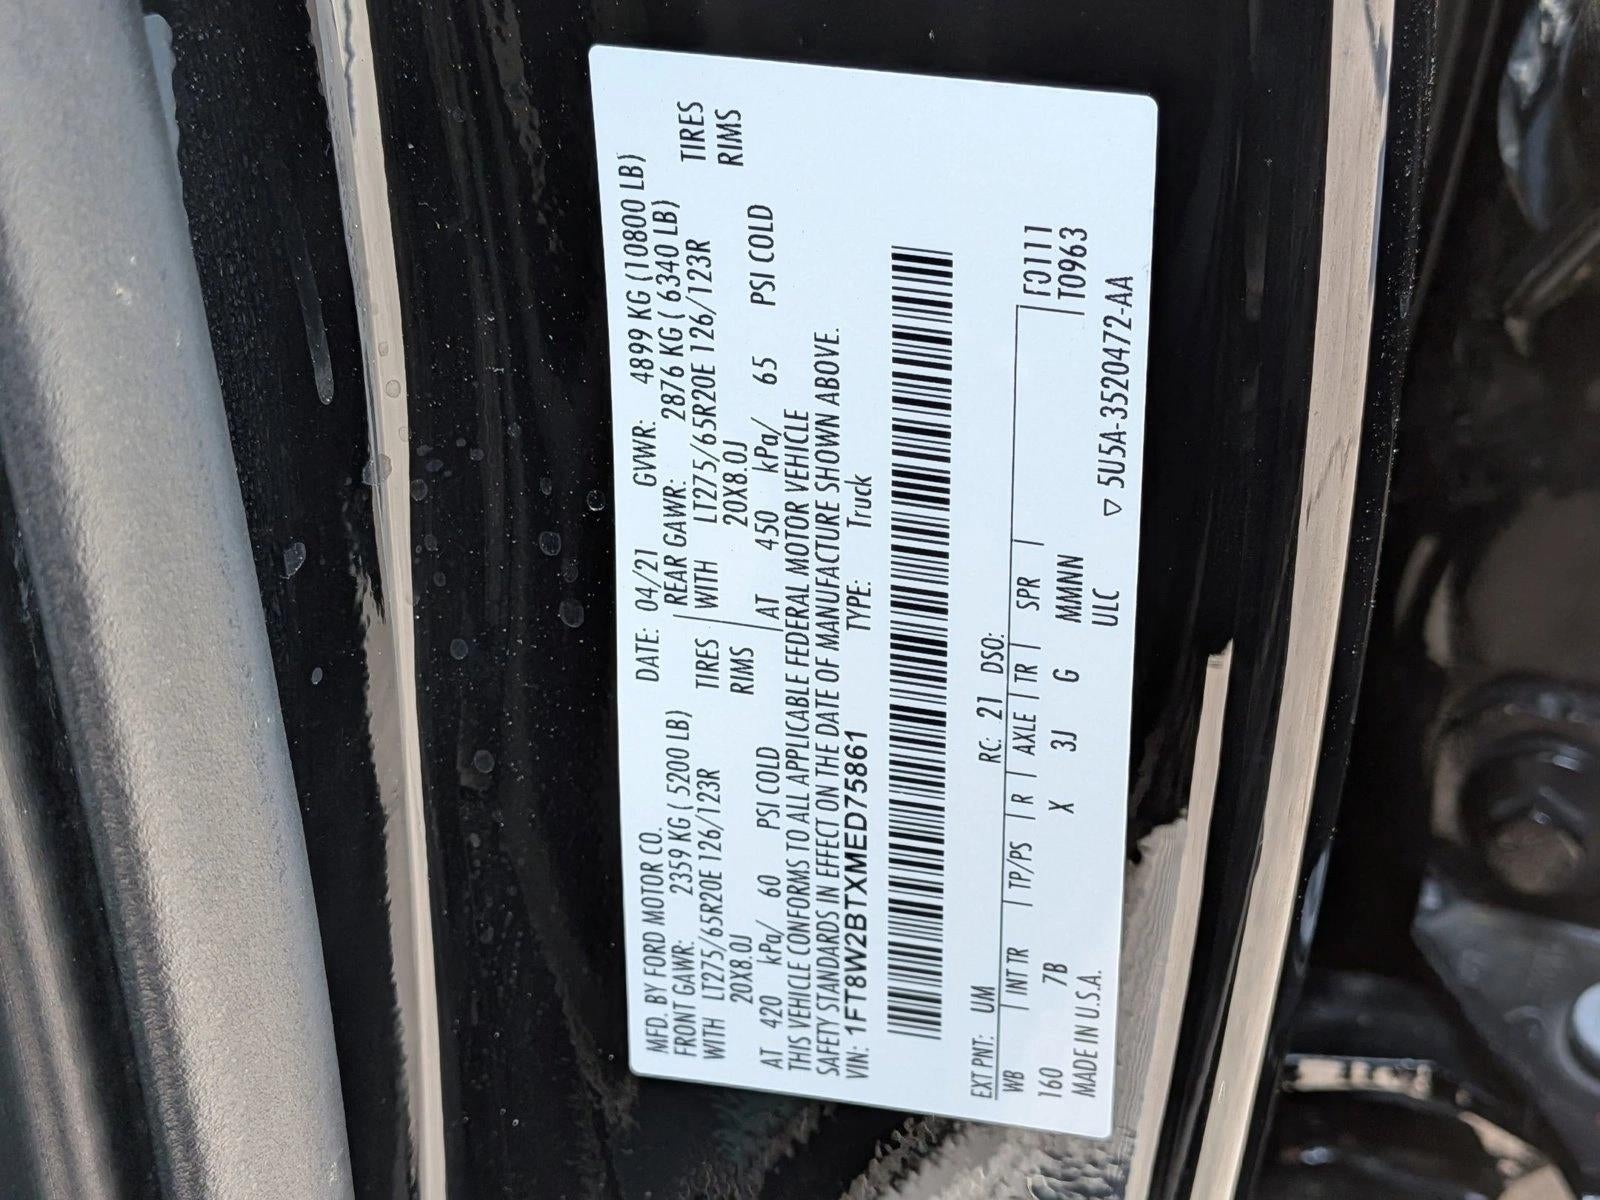 MFD. BY FORD MOTOR CO. DATE: 04/21 GVWR: 4899 KG (10800 LB)
FRONT GAWR: 2359 KG ( 5200 LB) REAR GAWR: 2876 KG ( 6340 LB)
WITH LT275/65R20E 126/123R TIRES WITH LT275/65R20E 126/123R TIRES
20X8.0J RIMS 20X8.0J RIMS
AT 420 kPa/ 60 PSI COLD AT 450 kPa/ 65 PSI COLD
THIS VEHICLE CONFORMS TO ALL APPLICABLE FEDERAL MOTOR VEHICLE
SAFETY STANDARDS IN EFFECT ON THE DATE OF MANUFACTURE SHOWN ABOVE.
VIN: 1FT8W2BTXMED75861 TYPE: Truck
EXT PNT: UM RC: 21 DSO:
WB INT TR TP/PS R AXLE TR SPR F0111
160 7B X 3J G MMNN T0963
MADE IN U.S.A. ULC ▽ 5U5A-3520472-AA